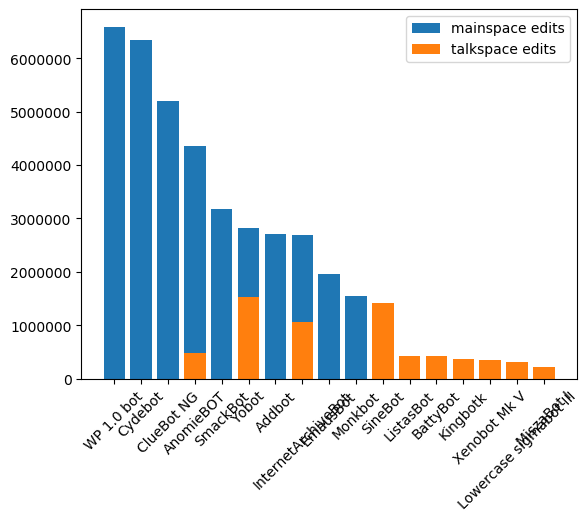 mainspace edits
talkspace edits
6000000
5000000
4000000
3000000
2000000
1000000
0
WP 1.0 bot
Cydebot
ClueBot NG
AnomieBOT
SmackBot
Yobot
Addbot
InternetArchiveBot
EmausBot
Monkbot
SineBot
ListasBot
BattyBot
Kingbotk
Xenobot Mk V
Lowercase sigmabot III